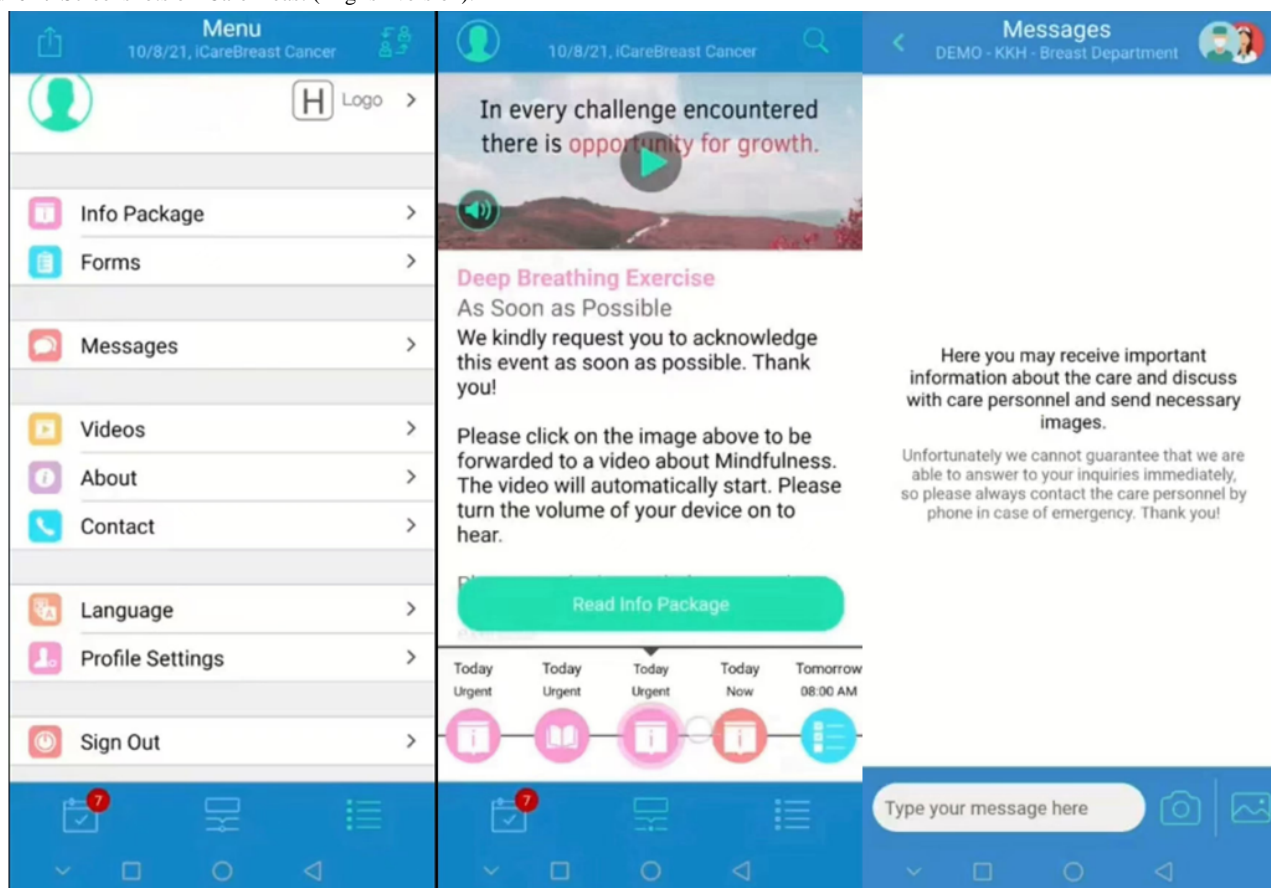 Menu
10/8/21, iCareBreast Cancer
H Logo
Info Package
Forms
Messages
Videos
About
Contact
Language
Profile Settings
Sign Out
7
10/8/21, iCareBreast Cancer
In every challenge encountered
there is opportunity for growth.
Deep Breathing Exercise
As Soon as Possible
We kindly request you to acknowledge
this event as soon as possible. Thank
you!
Please click on the image above to be
forwarded to a video about Mindfulness.
The video will automatically start. Please
turn the volume of your device on to
hear.
Read Info Package
Today Today Today Today Tomorrow
Urgent Urgent Urgent Now 08:00 AM
7
Messages
DEMO - KKH - Breast Department
Here you may receive important
information about the care and discuss
with care personnel and send necessary
images.
Unfortunately we cannot guarantee that we are
able to answer to your inquiries immediately,
so please always contact the care personnel by
phone in case of emergency. Thank you!
Type your message here